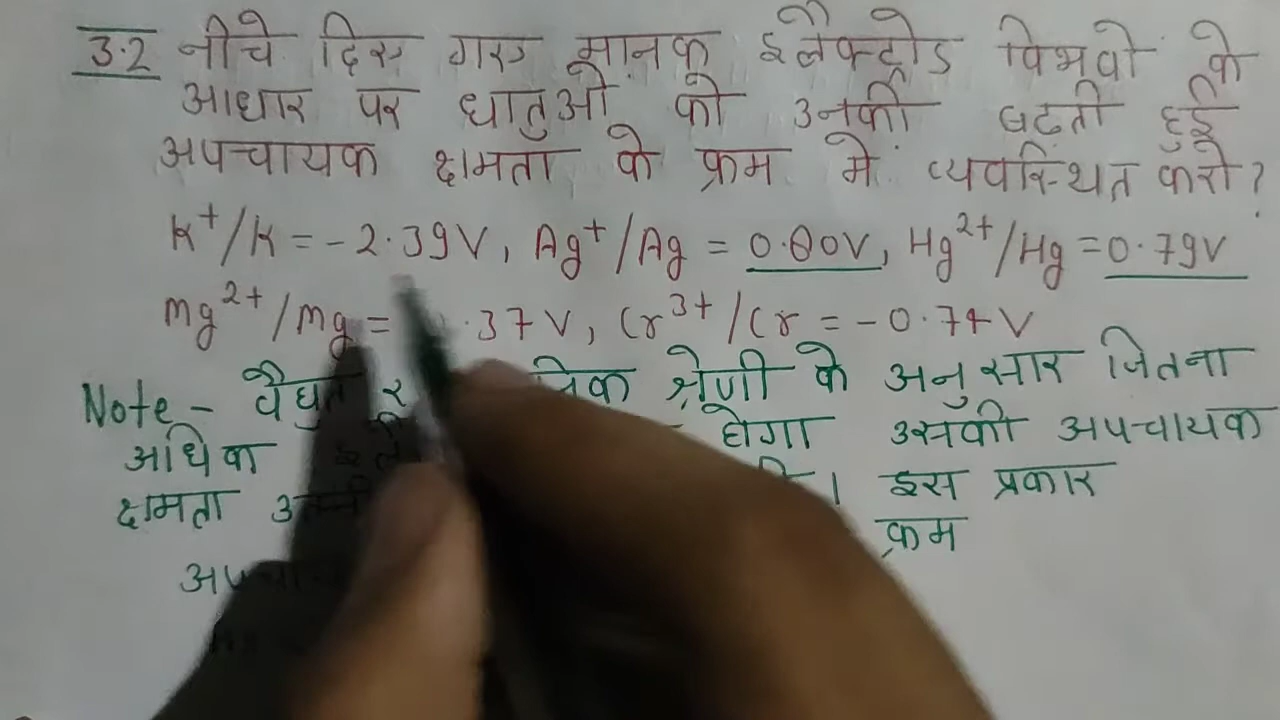 3.2 नीचे दिए गए मानक इलैक्ट्रोड विभवों के
आधार पर धातुओं को उनकी घटती हुई
अपचायक क्षमता के क्रम में व्यवस्थित करो?
K⁺/K = -2.39V, Ag⁺/Ag = 0.80V, Hg²⁺/Hg = 0.79V
Mg²⁺/Mg = .37V, Cr³⁺/Cr = -0.74V
Note - श्रेणी के अनुसार जितना
अधिक होगा उसकी अपचायक
क्षमता इस प्रकार
क्रम